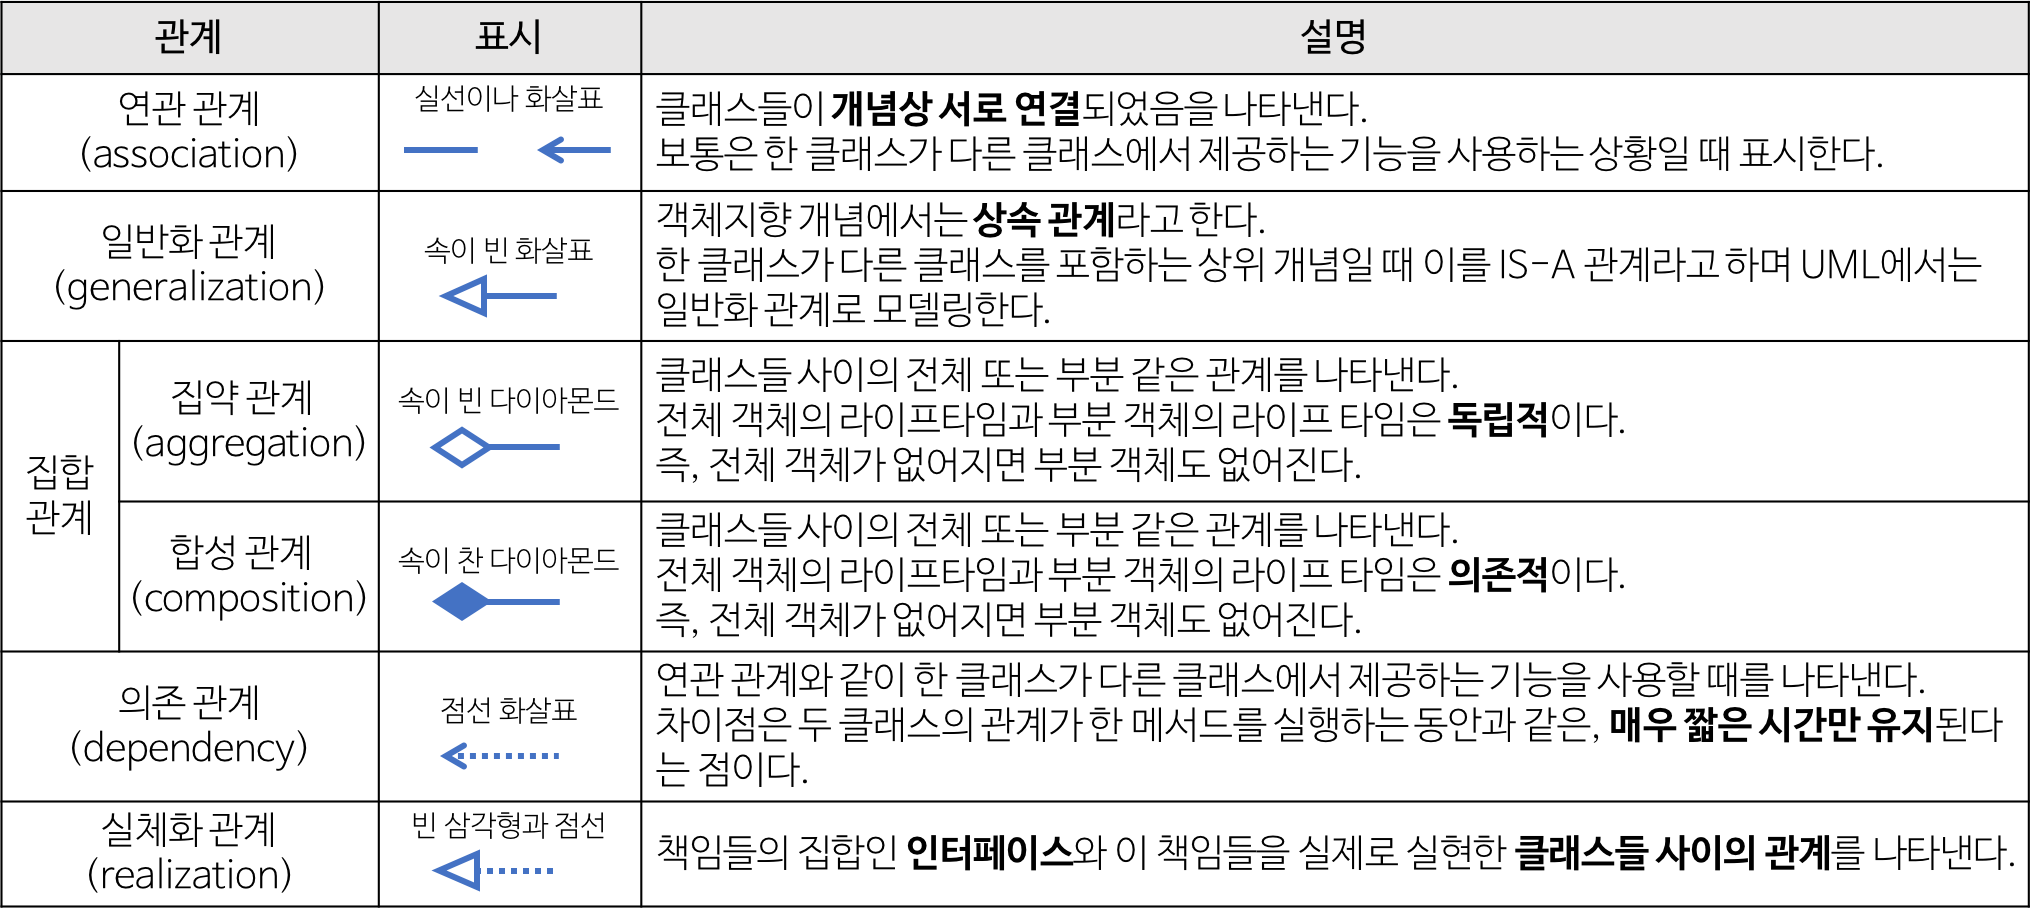 관계
표시
설명
연관 관계
(association)
실선이나 화살표
클래스들이 개념상 서로 연결되었음을 나타낸다.
보통은 한 클래스가 다른 클래스에서 제공하는 기능을 사용하는 상황일 때 표시한다.
일반화 관계
(generalization)
속이 빈 화살표
객체지향 개념에서는 상속 관계라고 한다.
한 클래스가 다른 클래스를 포함하는 상위 개념일 때 이를 IS-A 관계라고 하며 UML에서는
일반화 관계로 모델링한다.
집합
관계
집약 관계
(aggregation)
속이 빈 다이아몬드
클래스들 사이의 전체 또는 부분 같은 관계를 나타낸다.
전체 객체의 라이프타임과 부분 객체의 라이프 타임은 독립적이다.
즉, 전체 객체가 없어지면 부분 객체도 없어진다.
합성 관계
(composition)
속이 찬 다이아몬드
클래스들 사이의 전체 또는 부분 같은 관계를 나타낸다.
전체 객체의 라이프타임과 부분 객체의 라이프 타임은 의존적이다.
즉, 전체 객체가 없어지면 부분 객체도 없어진다.
의존 관계
(dependency)
점선 화살표
연관 관계와 같이 한 클래스가 다른 클래스에서 제공하는 기능을 사용할 때를 나타낸다.
차이점은 두 클래스의 관계가 한 메서드를 실행하는 동안과 같은, 매우 짧은 시간만 유지된다
는 점이다.
실체화 관계
(realization)
빈 삼각형과 점선
책임들의 집합인 인터페이스와 이 책임들을 실제로 실현한 클래스들 사이의 관계를 나타낸다.